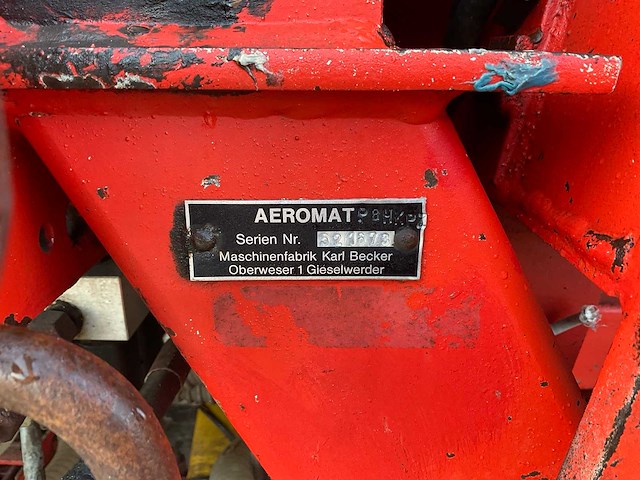 AEROMAT
Serien Nr.
Maschinenfabrik Karl Becker
Oberweser 1 Gieselwerder